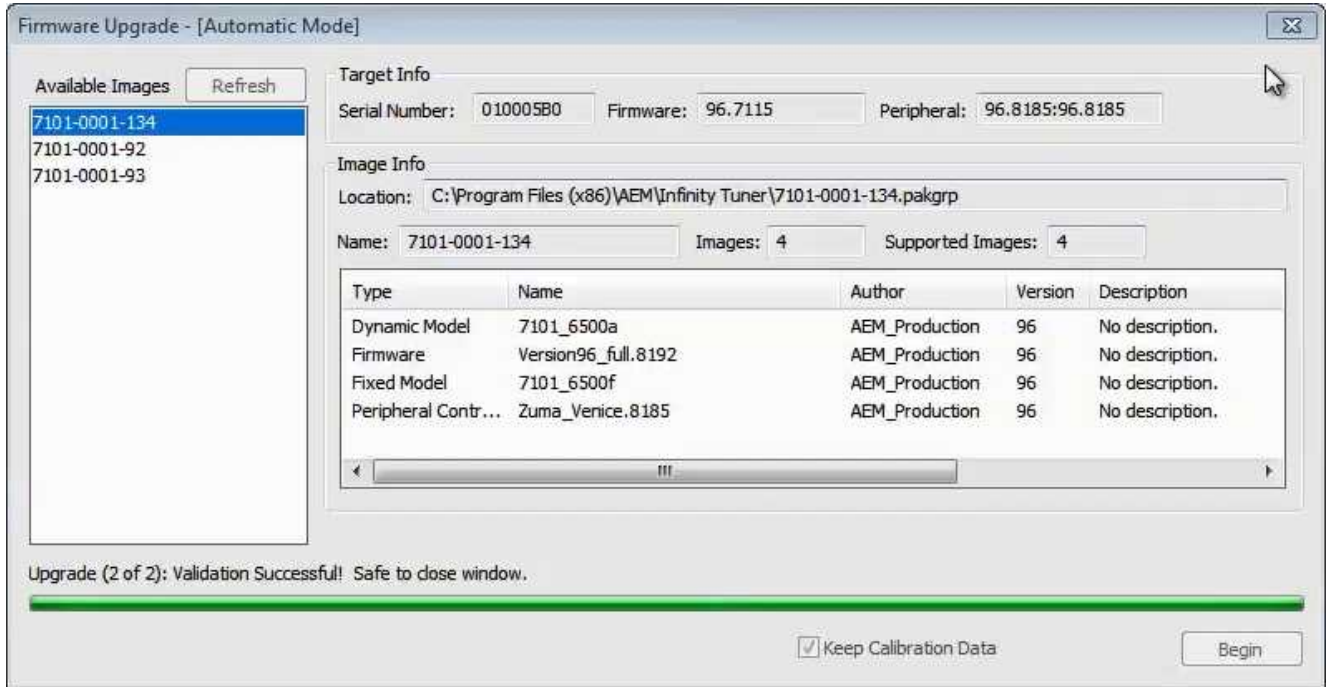 Firmware Upgrade - [Automatic Mode]
Available Images Refresh
7101-0001-134
7101-0001-92
7101-0001-93
Target Info
Serial Number: 010005B0 Firmware: 96.7115 Peripheral: 96.8185:96.8185
Image Info
Location: C:\Program Files (x86)\AEM\Infinity Tuner\7101-0001-134.pakgrp
Name: 7101-0001-134 Images: 4 Supported Images: 4
Type Name Author Version Description
Dynamic Model 7101_6500a AEM_Production 96 No description.
Firmware Version96_full.8192 AEM_Production 96 No description.
Fixed Model 7101_6500f AEM_Production 96 No description.
Peripheral Contr... Zuma_Venice.8185 AEM_Production 96 No description.
Upgrade (2 of 2): Validation Successful! Safe to close window.
Keep Calibration Data Begin